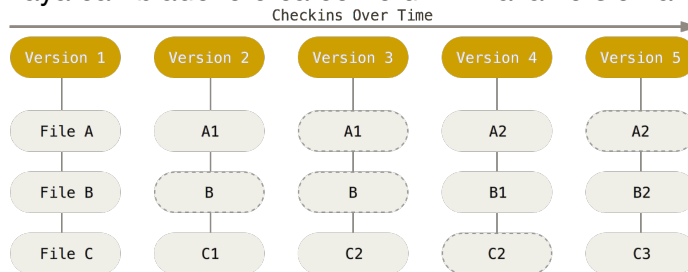 Checkins Over Time
Version 1 Version 2 Version 3 Version 4 Version 5
File A A1 A1 A2 A2
File B B B B1 B2
File C C1 C2 C2 C3